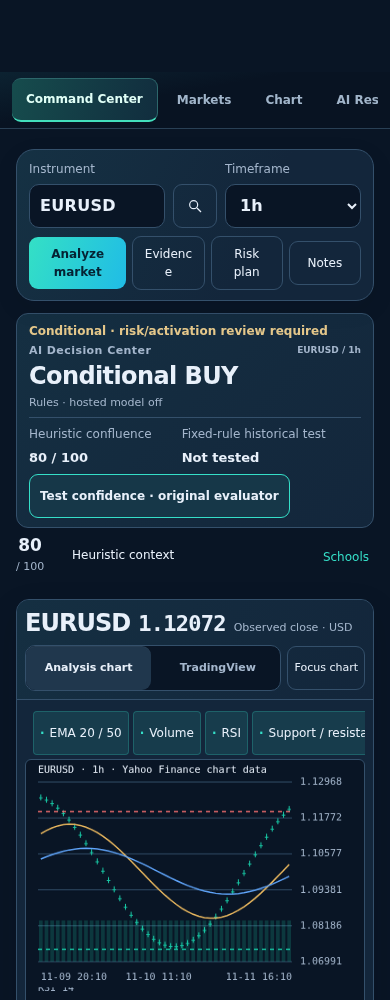 Command Center Markets Chart AI Res
Instrument Timeframe
EURUSD 1h
Analyze market Evidenc e Risk plan Notes
Conditional · risk/activation review required
AI Decision Center EURUSD / 1h
Conditional BUY
Rules · hosted model off
Heuristic confluence Fixed-rule historical test
80 / 100 Not tested
Test confidence · original evaluator
80 / 100 Heuristic context Schools
EURUSD 1.12072 Observed close · USD
Analysis chart TradingView Focus chart
· EMA 20 / 50 · Volume · RSI · Support / resista
EURUSD · 1h · Yahoo Finance chart data
1.12968
1.11772
1.10577
1.09381
1.08186
1.06991
11-09 20:10 11-10 11:10 11-11 16:10
RSI 14